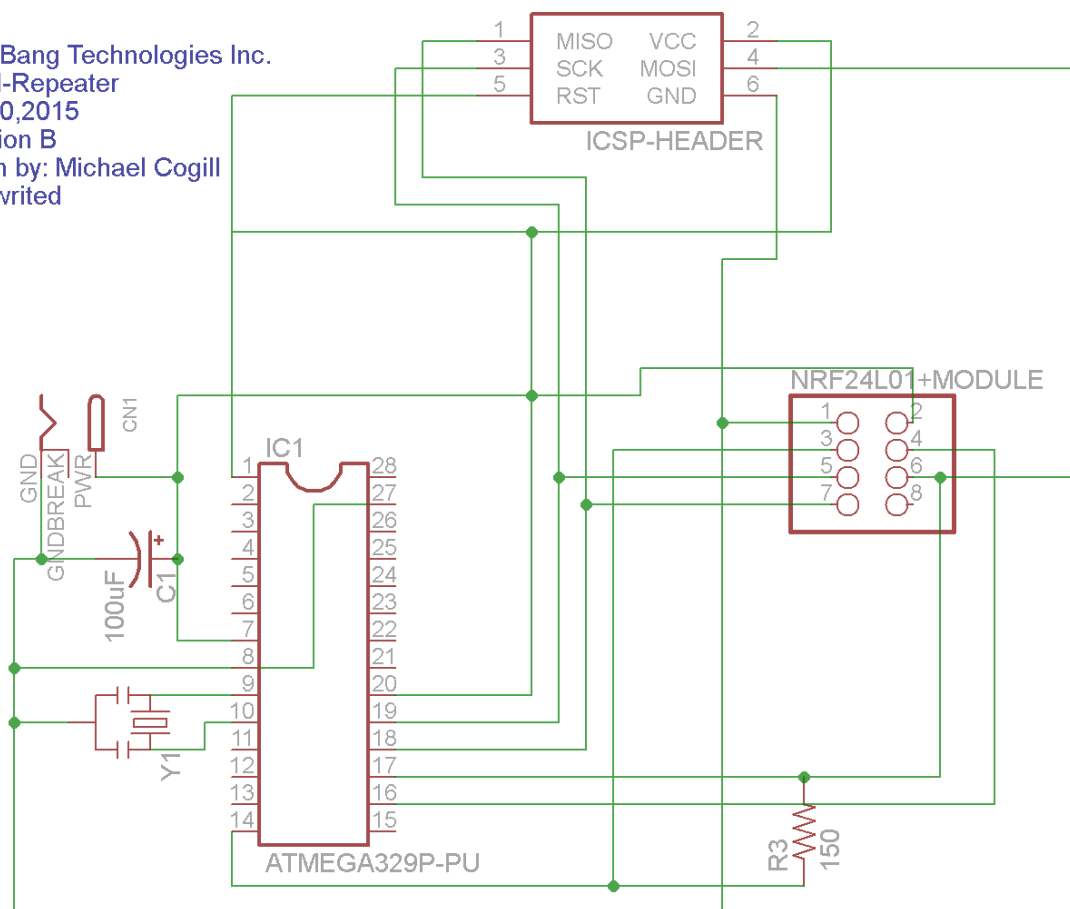 Bang Technologies Inc.
l-Repeater
0,2015
ion B
n by: Michael Cogill
writed
1 MISO VCC 2
3 SCK MOSI 4
5 RST GND 6
ICSP-HEADER
NRF24L01+MODULE
1 2
3 4
5 6
7 8
CN1
GND
GNDBREAK
PWR
100uF
C1
+
IC1
1 28
2 27
3 26
4 25
5 24
6 23
7 22
8 21
9 20
10 19
11 18
12 17
13 16
14 15
ATMEGA329P-PU
Y1
R3
150